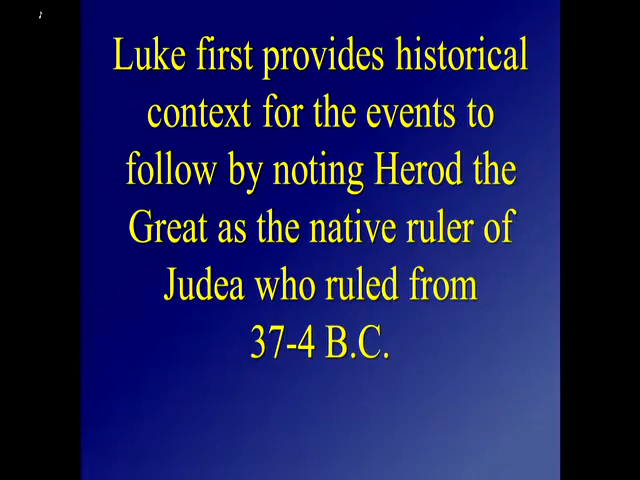 Luke first provides historical
context for the events to
follow by noting Herod the
Great as the native ruler of
Judea who ruled from
37-4 B.C.